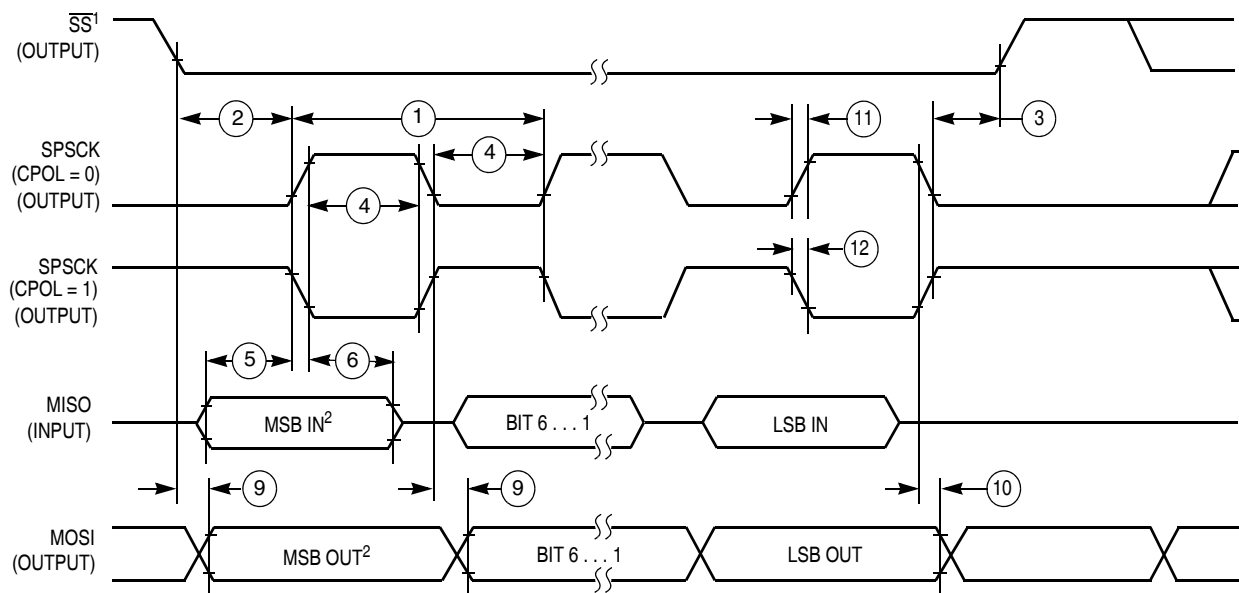 SS¹
(OUTPUT)
2
1
11
3
SPSCK
(CPOL = 0)
(OUTPUT)
4
4
12
SPSCK
(CPOL = 1)
(OUTPUT)
5
6
MISO
(INPUT)
MSB IN²
BIT 6 . . . 1
LSB IN
9
9
10
MOSI
(OUTPUT)
MSB OUT²
BIT 6 . . . 1
LSB OUT